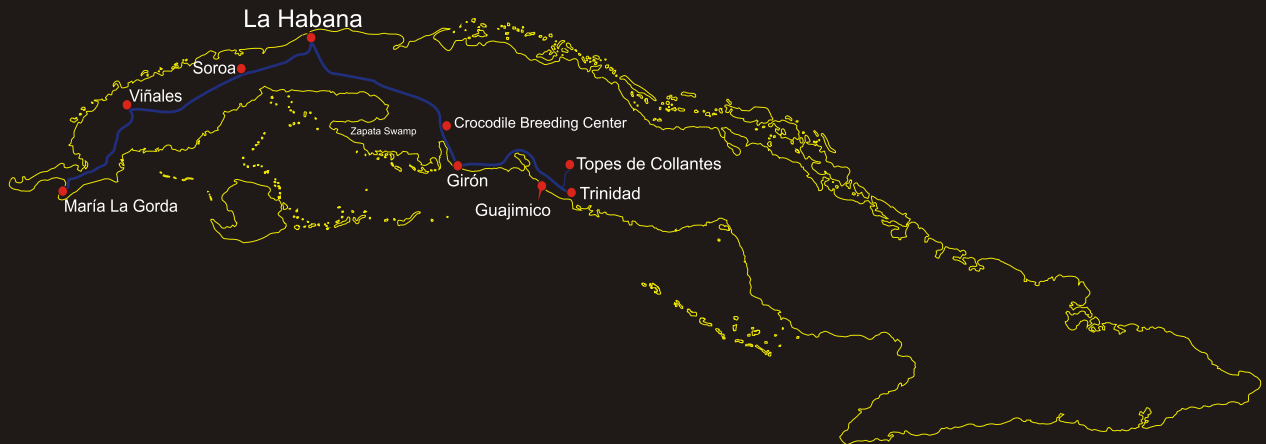 La Habana
Soroa
Viñales
Crocodile Breeding Center
Zapata Swamp
Topes de Collantes
Girón
Trinidad
María La Gorda
Guajimico